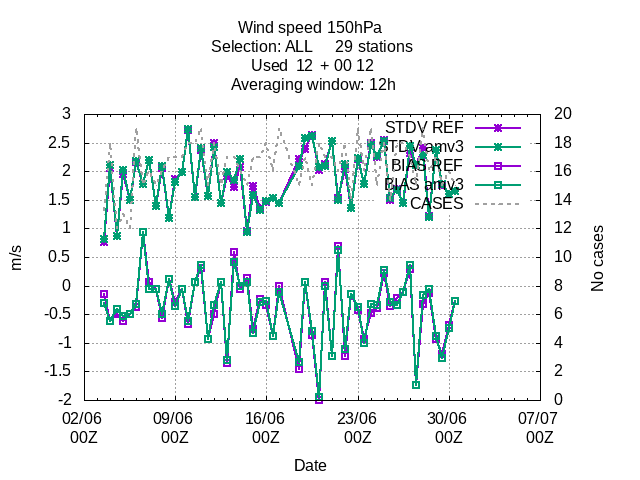 Wind speed 150hPa
Selection: ALL 29 stations
Used 12 + 00 12
Averaging window: 12h
3
2.5
2
1.5
1
0.5
0
-0.5
-1
-1.5
-2
m/s
20
18
16
14
12
10
8
6
4
2
0
No cases
STDV REF
STDV amv3
BIAS REF
BIAS amv3
CASES
02/06 09/06 16/06 23/06 30/06 07/07
00Z 00Z 00Z 00Z 00Z 00Z
Date